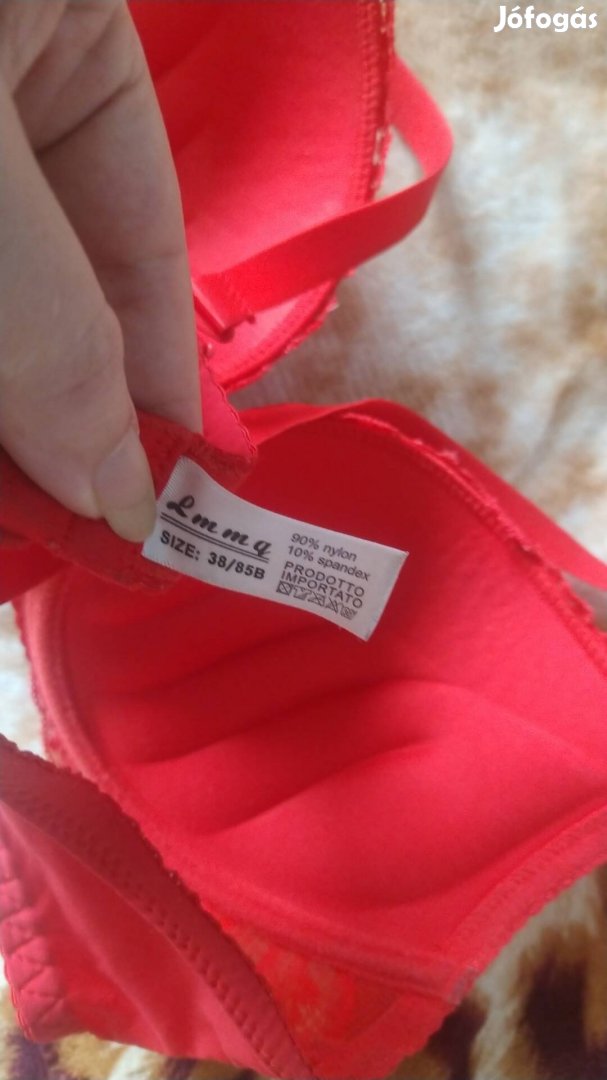 Jófogás
Lmmq
SIZE: 38/85B
90% nylon
10% spandex
PRODOTTO
IMPORTATO